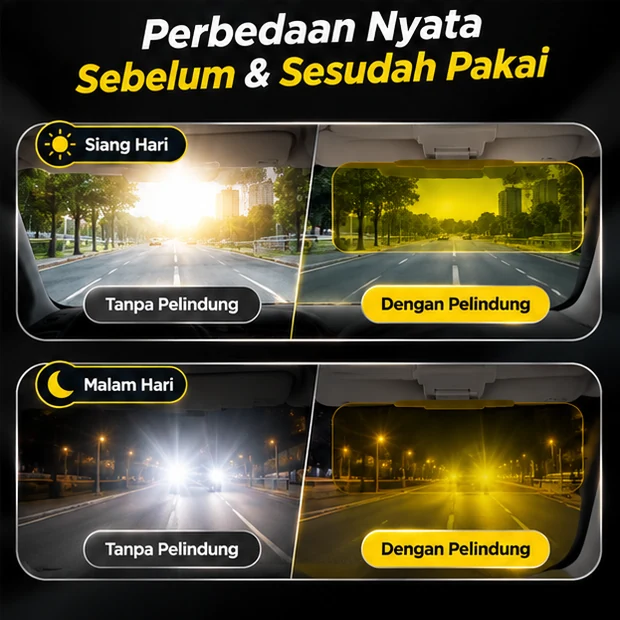 Perbedaan Nyata
Sebelum & Sesudah Pakai
Siang Hari
Tanpa Pelindung
Dengan Pelindung
Malam Hari
Tanpa Pelindung
Dengan Pelindung